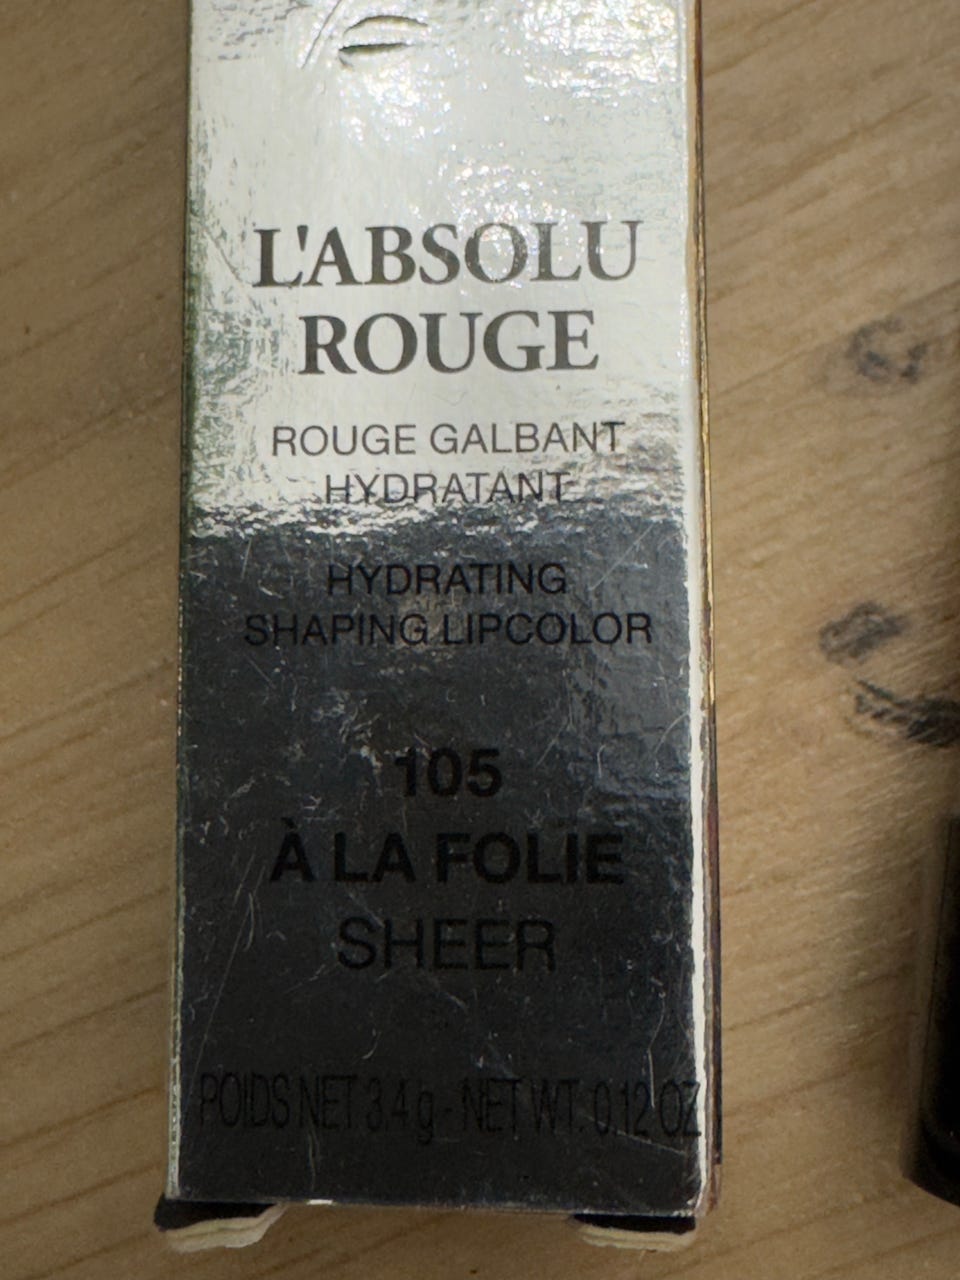 L'ABSOLU
ROUGE
ROUGE GALBANT
HYDRATANT
HYDRATING
SHAPING LIPCOLOR
105
À LA FOLIE
SHEER
POIDS NET 3.4 g - NET WT. 0.12 OZ